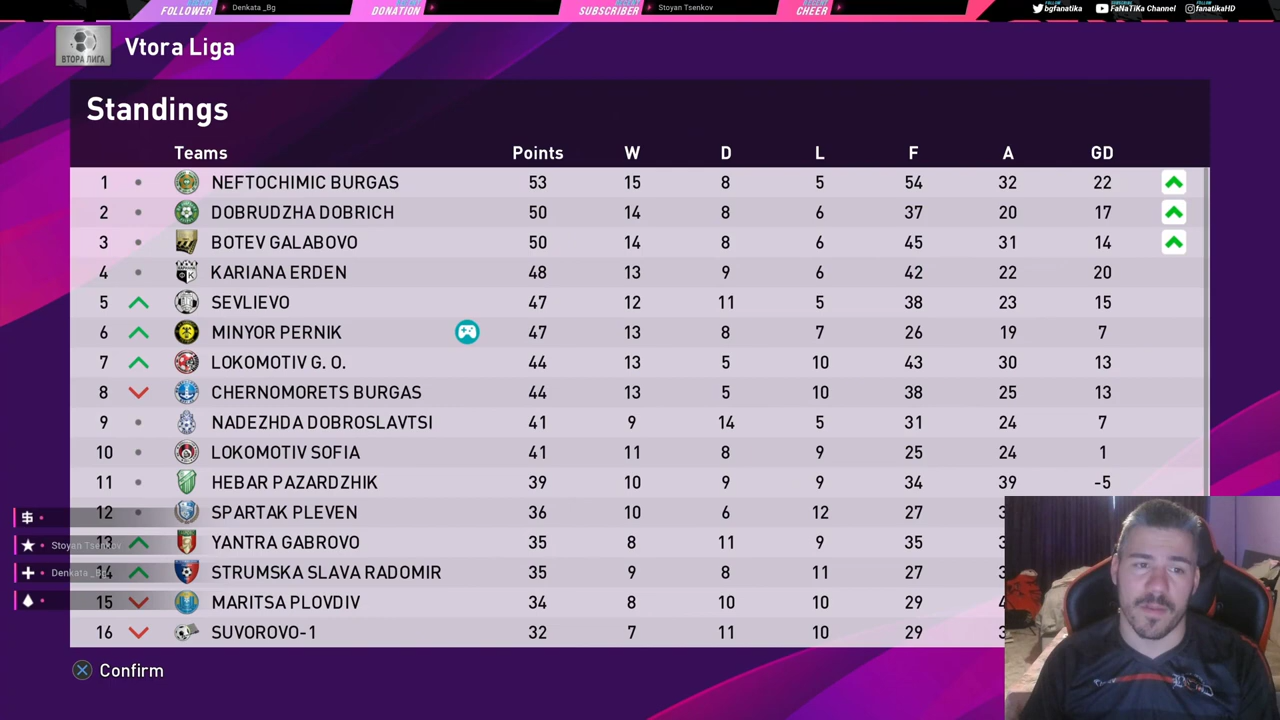 FOLLOWER Denkata_Bg DONATION SUBSCRIBER Stoyan Tsenkov CHEER bgfanatika FaNaTiKa Channel fanatikaHD
ВТОРА ЛИГА Vtora Liga
Standings
Teams Points W D L F A GD
1 NEFTOCHIMIC BURGAS 53 15 8 5 54 32 22
2 DOBRUDZHA DOBRICH 50 14 8 6 37 20 17
3 BOTEV GALABOVO 50 14 8 6 45 31 14
4 KARIANA ERDEN 48 13 9 6 42 22 20
5 SEVLIEVO 47 12 11 5 38 23 15
6 MINYOR PERNIK 47 13 8 7 26 19 7
7 LOKOMOTIV G. O. 44 13 5 10 43 30 13
8 CHERNOMORETS BURGAS 44 13 5 10 38 25 13
9 NADEZHDA DOBROSLAVTSI 41 9 14 5 31 24 7
10 LOKOMOTIV SOFIA 41 11 8 9 25 24 1
11 HEBAR PAZARDZHIK 39 10 9 9 34 39 -5
12 SPARTAK PLEVEN 36 10 6 12 27
Stoyan Tsenkov
13 YANTRA GABROVO 35 8 11 9 35
Denkata_Bg
14 STRUMSKA SLAVA RADOMIR 35 9 8 11 27
15 MARITSA PLOVDIV 34 8 10 10 29
16 SUVOROVO-1 32 7 11 10 29
Confirm